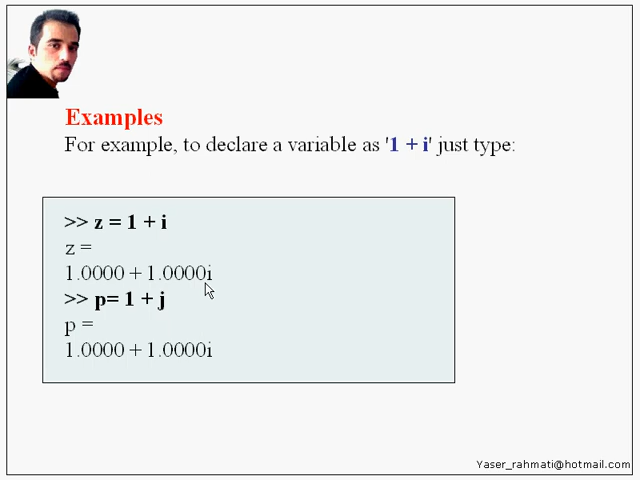 Examples
For example, to declare a variable as '1 + i' just type:
>> z = 1 + i
z =
1.0000 + 1.0000i
>> p= 1 + j
p =
1.0000 + 1.0000i
Yaser_rahmati@hotmail.com